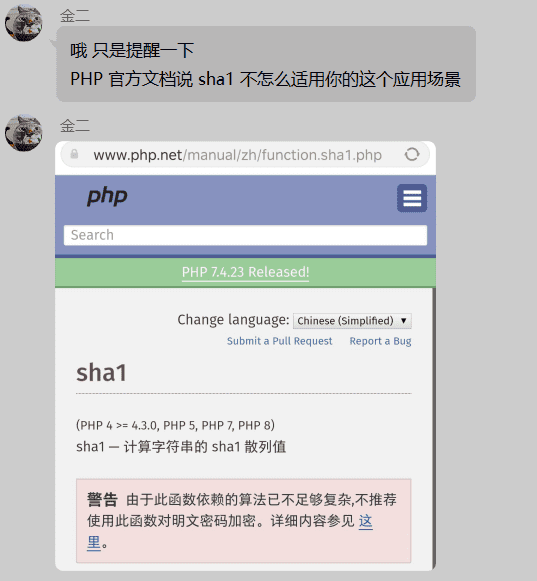 金二
哦 只是提醒一下
PHP 官方文档说 sha1 不怎么适用你的这个应用场景
金二
www.php.net/manual/zh/function.sha1.php
php
Search
PHP 7.4.23 Released!
Change language: Chinese (Simplified)
Submit a Pull Request Report a Bug
sha1
(PHP 4 >= 4.3.0, PHP 5, PHP 7, PHP 8)
sha1 — 计算字符串的 sha1 散列值
警告 由于此函数依赖的算法已不足够复杂,不推荐
使用此函数对明文密码加密。详细内容参见 这
里。